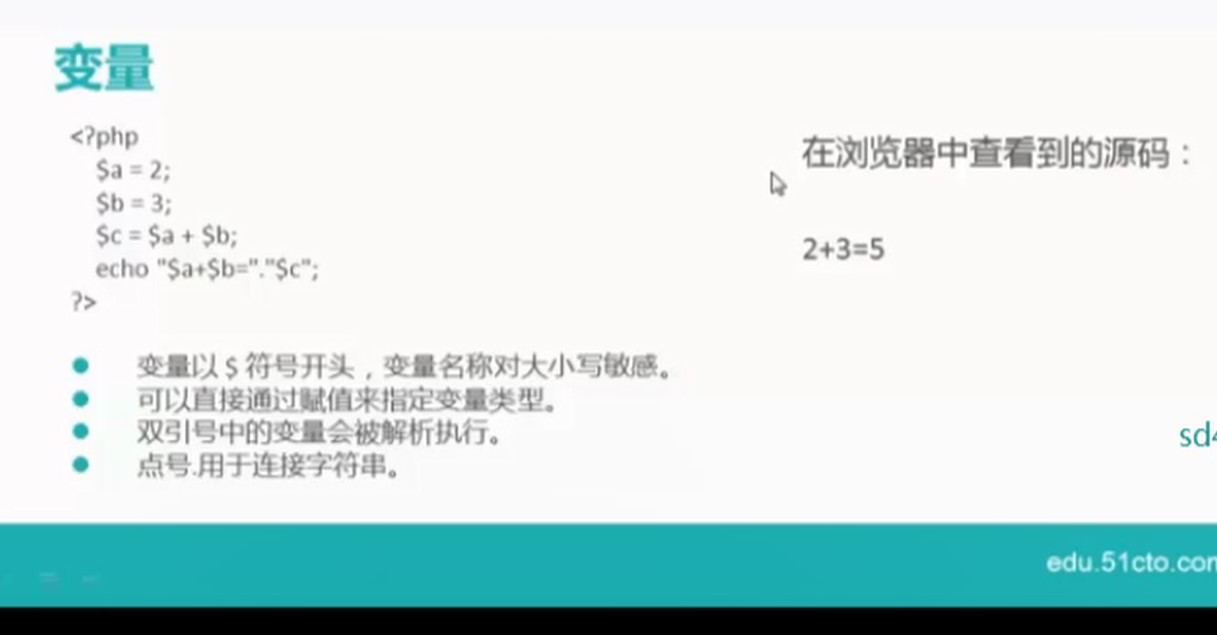 变量
<?php
$a = 2;
$b = 3;
$c = $a + $b;
echo "$a+$b="."$c";
?>
在浏览器中查看到的源码：
2+3=5
变量以 $ 符号开头，变量名称对大小写敏感。
可以直接通过赋值来指定变量类型。
双引号中的变量会被解析执行。
点号.用于连接字符串。
sd4
edu.51cto.com